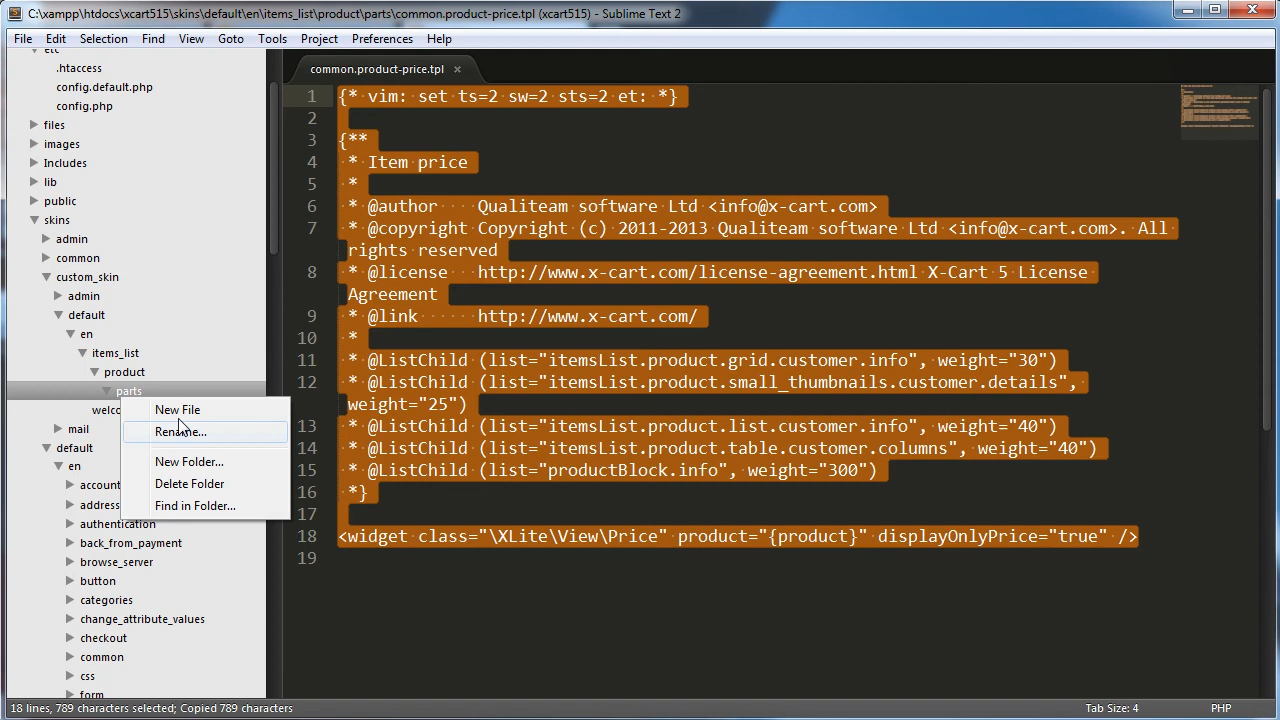 C:\xampp\htdocs\xcart515\skins\default\en\items_list\product\parts\common.product-price.tpl (xcart515) - Sublime Text 2
File Edit Selection Find View Goto Tools Project Preferences Help
etc
.htaccess
config.default.php
config.php
files
images
Includes
lib
public
skins
admin
common
custom_skin
admin
default
en
items_list
product
parts
welco
mail
default
en
account
address
authentication
back_from_payment
browse_server
button
categories
change_attribute_values
checkout
common
css
form
New File
Rename...
New Folder...
Delete Folder
Find in Folder...
common.product-price.tpl ×
1 {* vim: set ts=2 sw=2 sts=2 et: *}
2
3 {**
4 * Item price
5 *
6 * @author    Qualiteam software Ltd <info@x-cart.com>
7 * @copyright Copyright (c) 2011-2013 Qualiteam software Ltd <info@x-cart.com>. All
rights reserved
8 * @license   http://www.x-cart.com/license-agreement.html X-Cart 5 License
Agreement
9 * @link      http://www.x-cart.com/
10 *
11 * @ListChild (list="itemsList.product.grid.customer.info", weight="30")
12 * @ListChild (list="itemsList.product.small_thumbnails.customer.details",
weight="25")
13 * @ListChild (list="itemsList.product.list.customer.info", weight="40")
14 * @ListChild (list="itemsList.product.table.customer.columns", weight="40")
15 * @ListChild (list="productBlock.info", weight="300")
16 *}
17
18 <widget class="\XLite\View\Price" product="{product}" displayOnlyPrice="true" />
19
18 lines, 789 characters selected; Copied 789 characters
Tab Size: 4
PHP